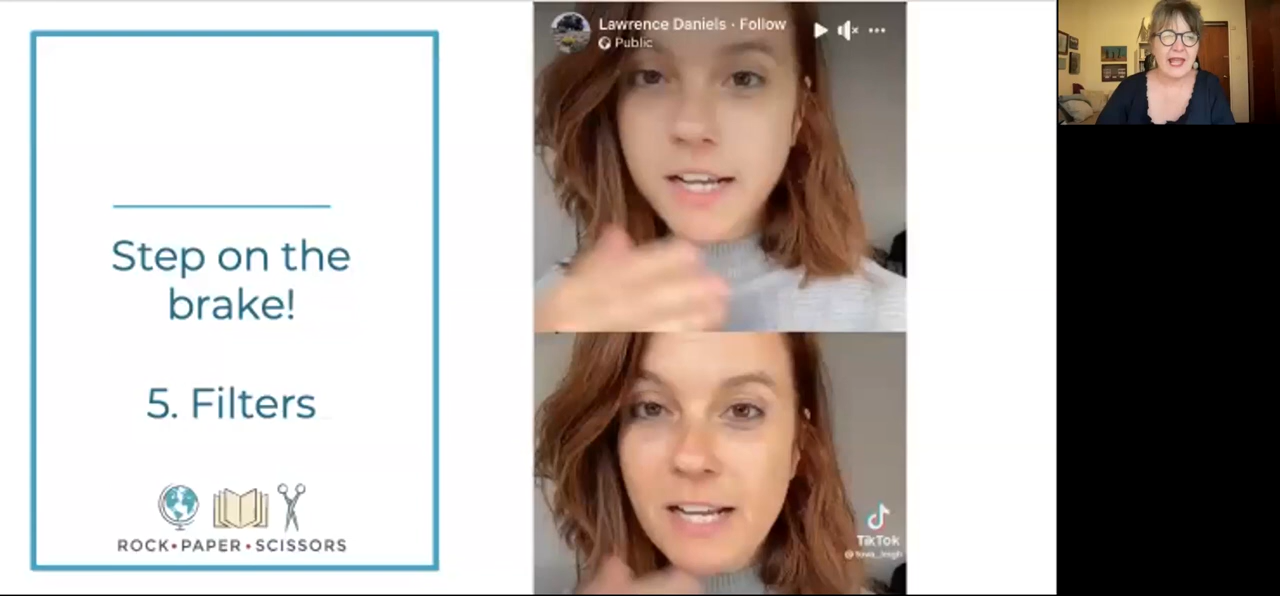 Step on the
brake!
5. Filters
ROCK•PAPER•SCISSORS
Lawrence Daniels · Follow
Public
TikTok